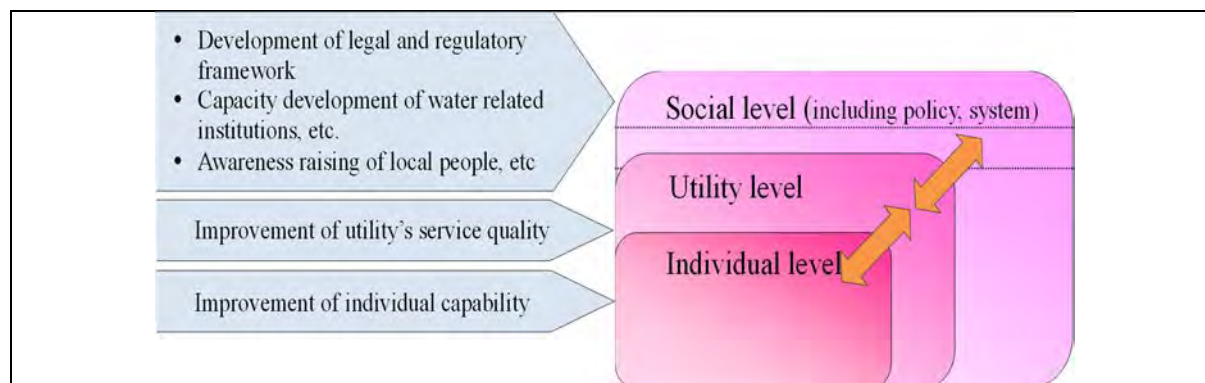 • Development of legal and regulatory
framework
• Capacity development of water related
institutions, etc.
• Awareness raising of local people, etc
Improvement of utility's service quality
Improvement of individual capability
Social level (including policy, system)
Utility level
Individual level